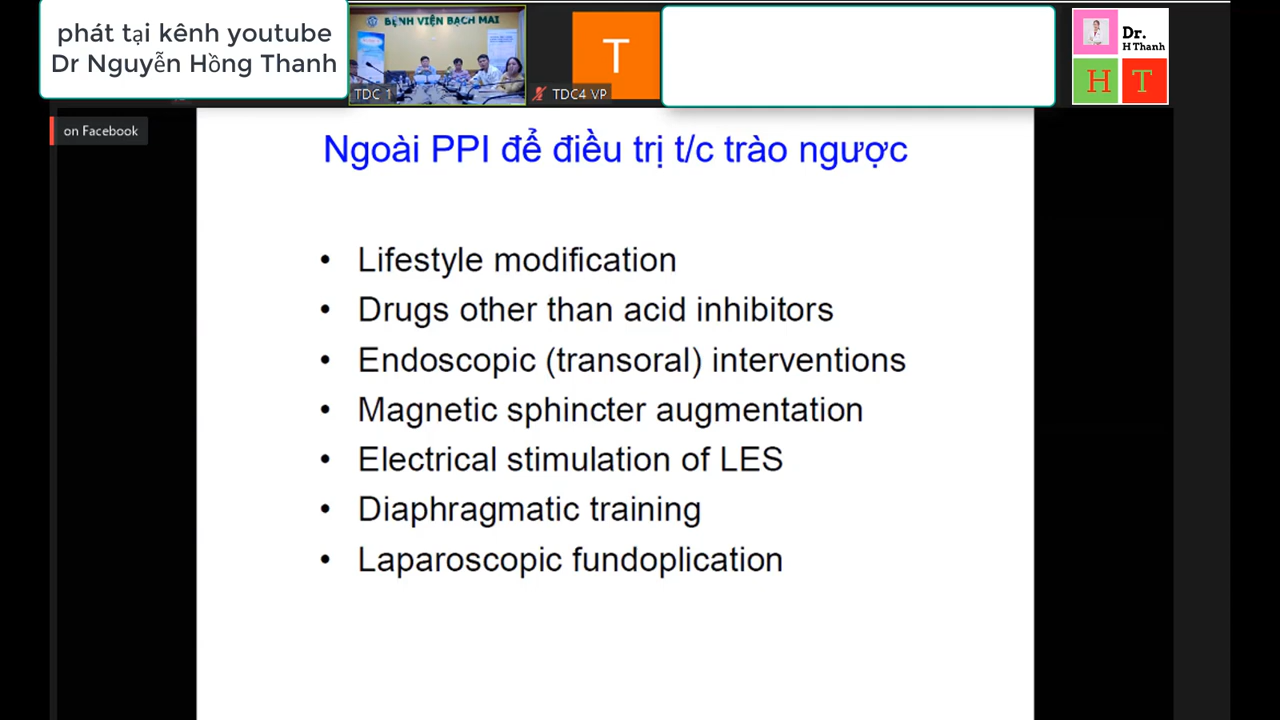 phát tại kênh youtube
Dr Nguyễn Hồng Thanh
BỆNH VIỆN BẠCH MAI
TDC 1
T
TDC4 VP
Dr.
H Thanh
H T
on Facebook
Ngoài PPI để điều trị t/c trào ngược
• Lifestyle modification
• Drugs other than acid inhibitors
• Endoscopic (transoral) interventions
• Magnetic sphincter augmentation
• Electrical stimulation of LES
• Diaphragmatic training
• Laparoscopic fundoplication